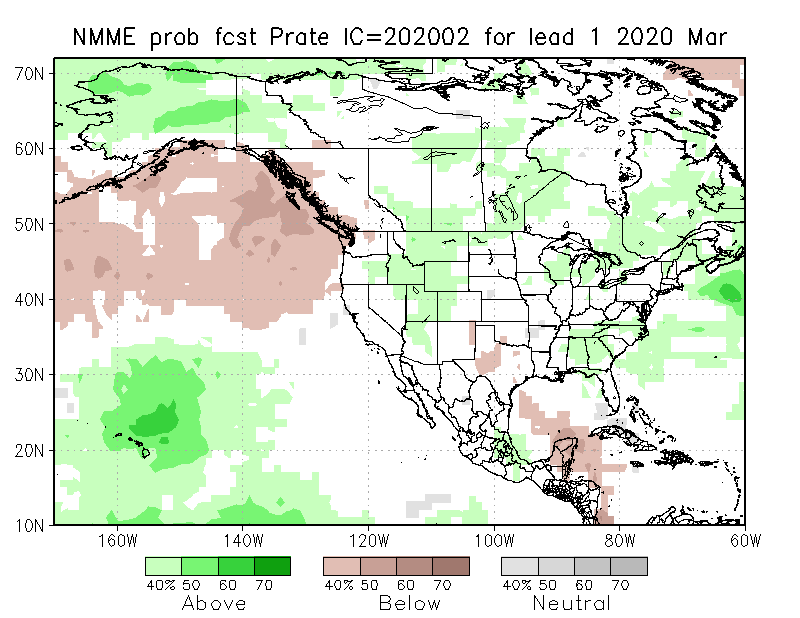 NMME prob fcst Prate IC=202002 for lead 1 2020 Mar
70N
60N
50N
40N
30N
20N
10N
160W 140W 120W 100W 80W 60W
40% 50 60 70 40% 50 60 70 40% 50 60 70
Above Below Neutral